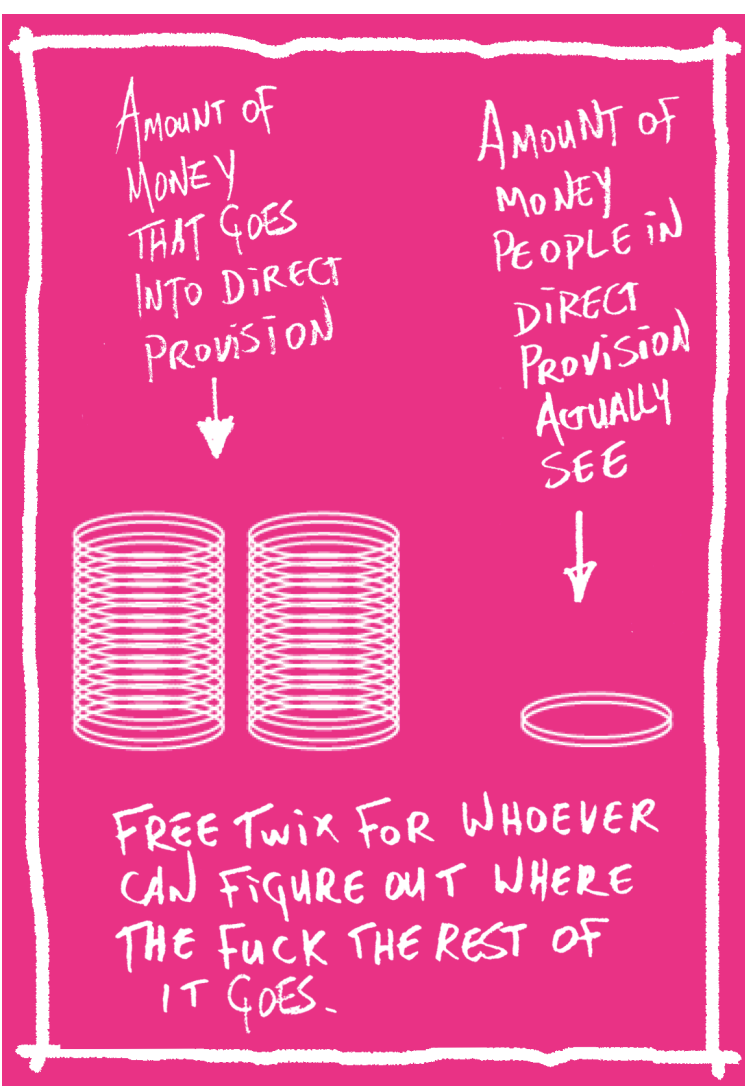 AMOUNT OF
MONEY
THAT GOES
INTO DIRECT
PROVISION
AMOUNT OF
MONEY
PEOPLE IN
DIRECT
PROVISION
ACTUALLY
SEE
FREE TWIX FOR WHOEVER
CAN FIGURE OUT WHERE
THE FUCK THE REST OF
IT GOES.